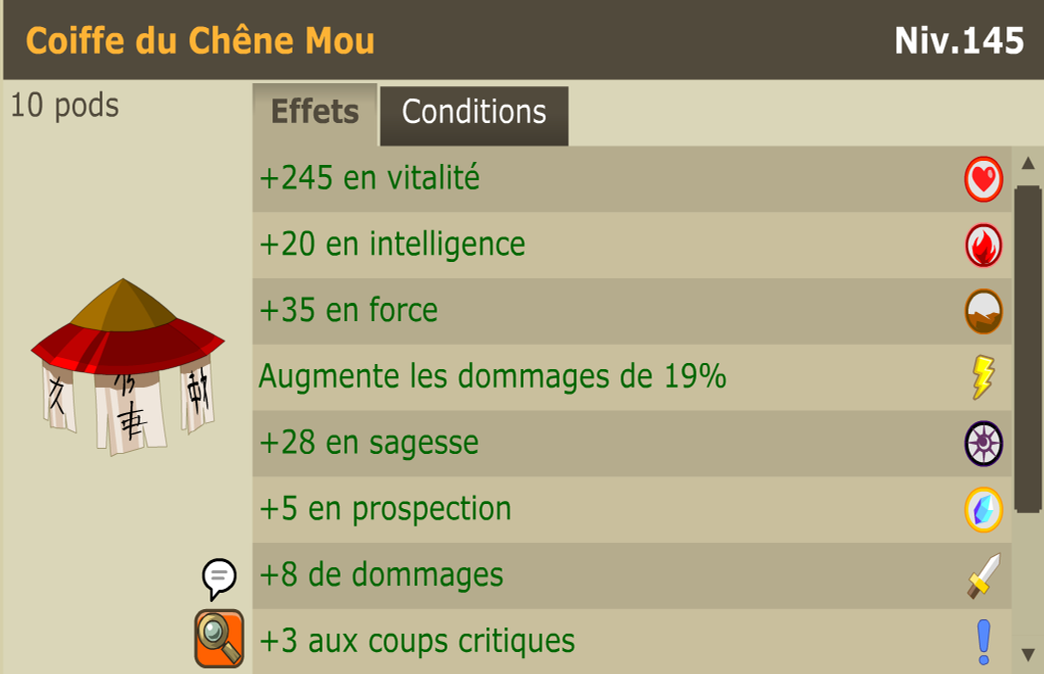 Coiffe du Chêne Mou
Niv.145
10 pods
Effets
Conditions
+245 en vitalité
+20 en intelligence
+35 en force
Augmente les dommages de 19%
+28 en sagesse
+5 en prospection
+8 de dommages
+3 aux coups critiques